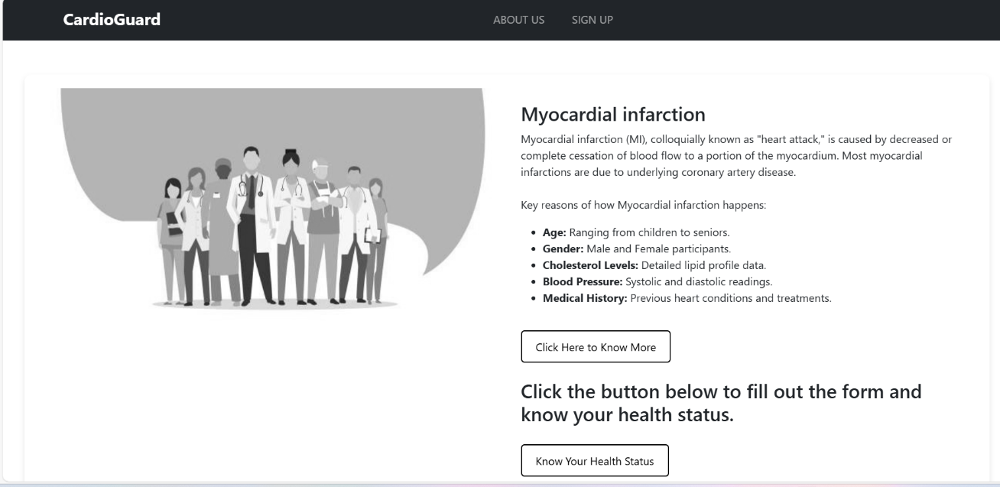 CardioGuard
ABOUT US
SIGN UP
Myocardial infarction
Myocardial infarction (MI), colloquially known as "heart attack," is caused by decreased or
complete cessation of blood flow to a portion of the myocardium. Most myocardial
infarctions are due to underlying coronary artery disease.
Key reasons of how Myocardial infarction happens:
• Age: Ranging from children to seniors.
• Gender: Male and Female participants.
• Cholesterol Levels: Detailed lipid profile data.
• Blood Pressure: Systolic and diastolic readings.
• Medical History: Previous heart conditions and treatments.
Click Here to Know More
Click the button below to fill out the form and
know your health status.
Know Your Health Status